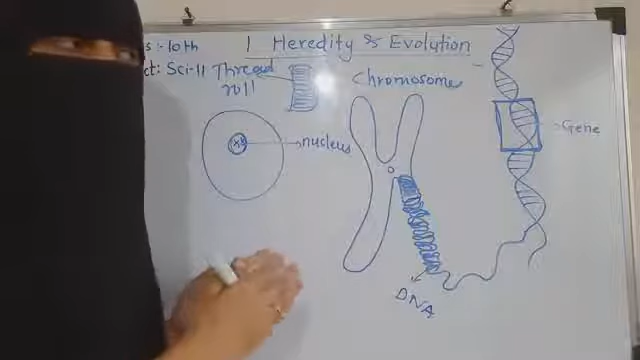 s :- 10th
1 Heredity & Evolution
ct: Sci-II
Thread
roll
Chromosome
Gene
nucleus
DNA